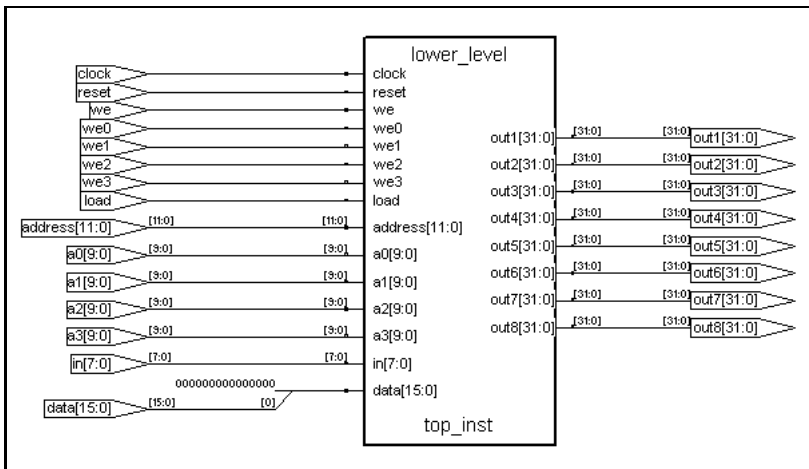 lower_level
clock clock
reset reset
we we
we0 we0
we1 we1
we2 we2
we3 we3
load load
address[11:0] [11:0] [11:0] address[11:0]
a0[9:0] [9:0] [9:0] a0[9:0]
a1[9:0] [9:0] [9:0] a1[9:0]
a2[9:0] [9:0] [9:0] a2[9:0]
a3[9:0] [9:0] [9:0] a3[9:0]
in[7:0] [7:0] [7:0] in[7:0]
000000000000000
data[15:0] [15:0] [0] data[15:0]
out1[31:0] [31:0] [31:0] out1[31:0]
out2[31:0] [31:0] [31:0] out2[31:0]
out3[31:0] [31:0] [31:0] out3[31:0]
out4[31:0] [31:0] [31:0] out4[31:0]
out5[31:0] [31:0] [31:0] out5[31:0]
out6[31:0] [31:0] [31:0] out6[31:0]
out7[31:0] [31:0] [31:0] out7[31:0]
out8[31:0] [31:0] [31:0] out8[31:0]
top_inst